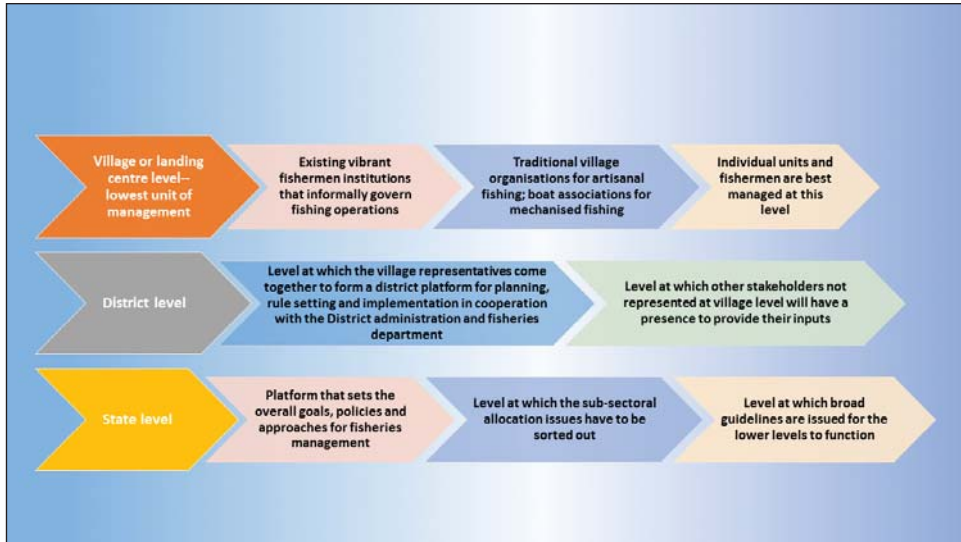 Village or landing
centre level--
lowest unit of
management
Existing vibrant
fishermen institutions
that informally govern
fishing operations
Traditional village
organisations for artisanal
fishing; boat associations for
mechanised fishing
Individual units and
fishermen are best
managed at this
level
District level
Level at which the village representatives come
together to form a district platform for planning,
rule setting and implementation in cooperation
with the District administration and fisheries
department
Level at which other stakeholders not
represented at village level will have a
presence to provide their inputs
State level
Platform that sets the
overall goals, policies and
approaches for fisheries
management
Level at which the sub-sectoral
allocation issues have to be
sorted out
Level at which broad
guidelines are issued for the
lower levels to function